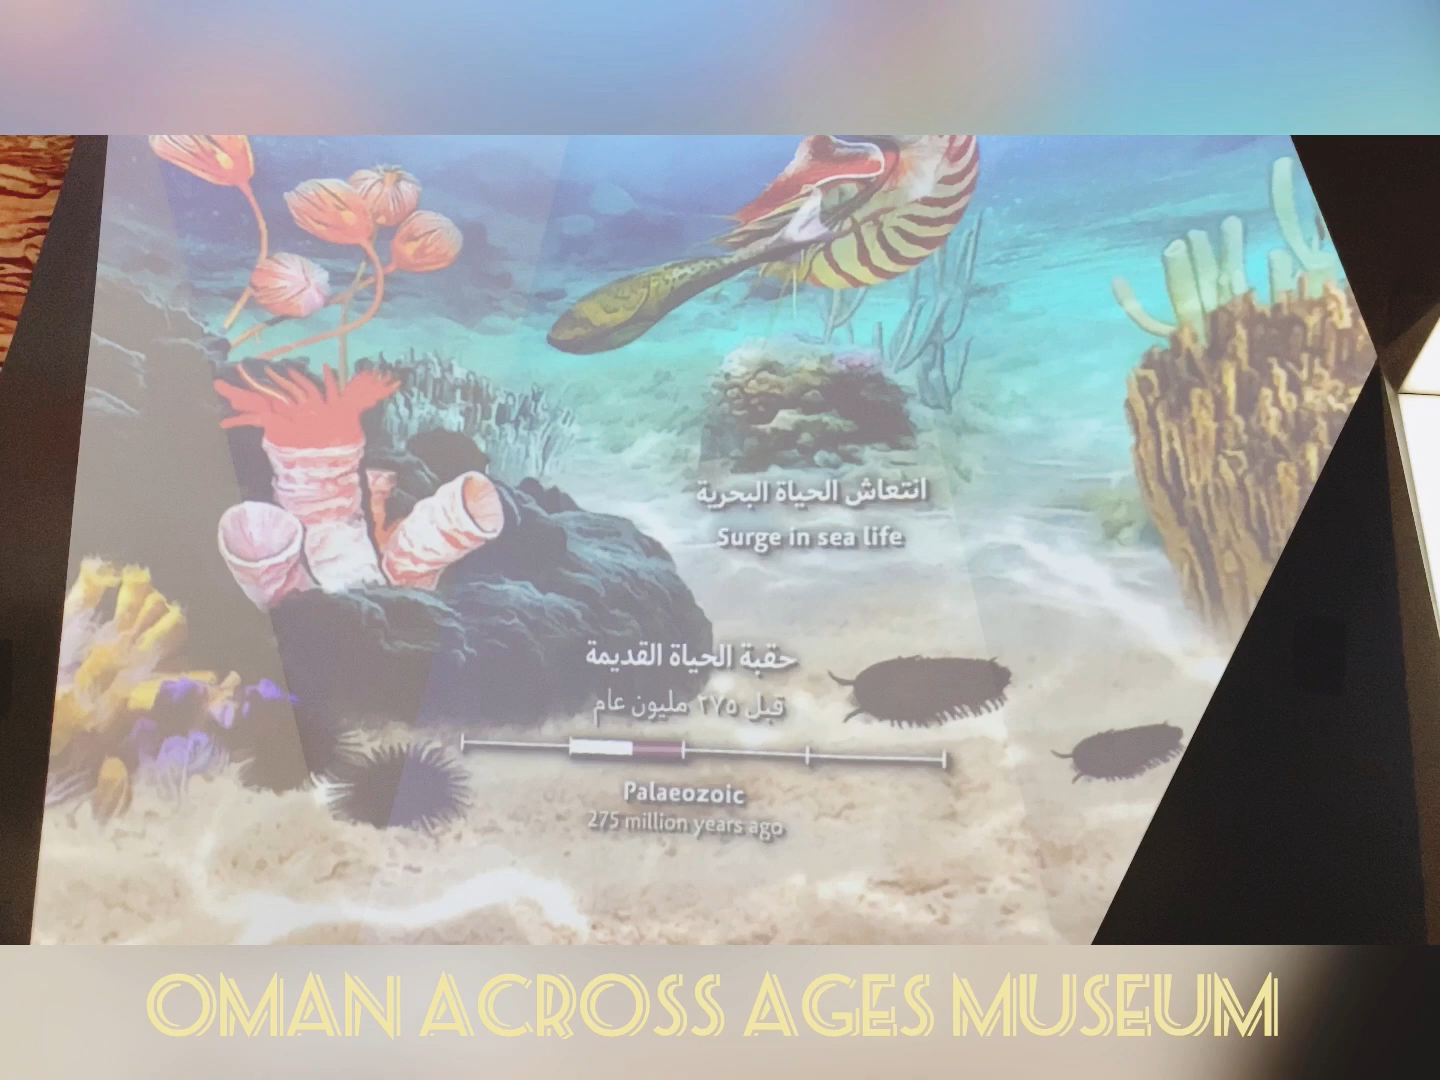 انتعاش الحياة البحرية
Surge in sea life
حقبة الحياة القديمة
قبل ٢٧٥ مليون عام
Palaeozoic
275 million years ago
OMAN ACROSS AGES MUSEUM